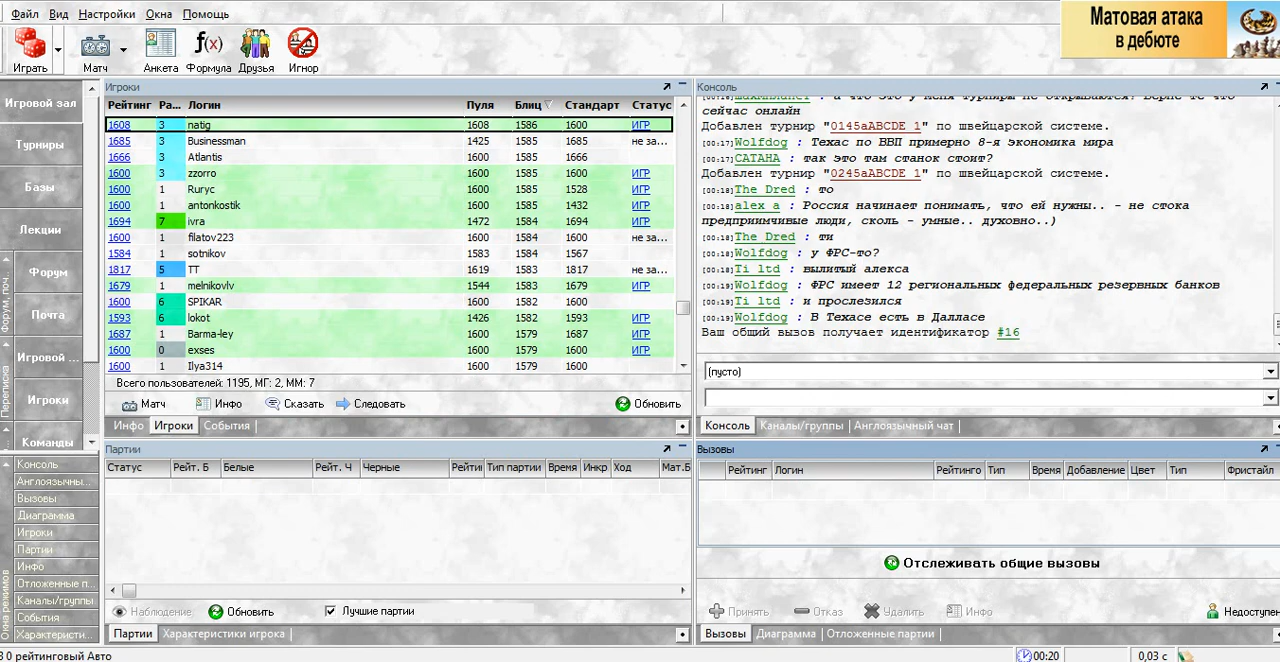 Файл Вид Настройки Окна Помощь
Матовая атака
в дебюте
Играть Матч Анкета Формула Друзья Игнор
Игровой зал
Турниры
Базы
Лекции
Форум, поч..
Форум
Почта
Переписка
Игровой ...
Игроки
Команды
Окна режимов
Консоль
Англоязычны...
Вызовы
Диаграмма
Игроки
Партии
Инфо
Отложенные п...
Каналы/группы
События
Характеристи...
Игроки
Рейтинг Ра... Логин Пуля Блиц Стандарт Статус
1608 3 natig 1608 1586 1600 ИГР
1685 3 Businessman 1425 1585 1685 не за...
1666 3 Atlantis 1600 1585 1666
1600 3 zzorro 1600 1585 1600 ИГР
1600 1 Ruryc 1600 1585 1528 ИГР
1600 1 antonkostik 1600 1585 1432 ИГР
1694 7 ivra 1472 1584 1694 ИГР
1600 1 filatov223 1600 1584 1600 не за...
1584 1 sotnikov 1600 1583 1567
1817 5 TT 1619 1583 1817 не за...
1679 1 melnikovlv 1544 1583 1679 ИГР
1600 6 SPIKAR 1600 1582 1600
1593 6 lokot 1426 1582 1593 ИГР
1687 1 Barma-ley 1600 1579 1687 ИГР
1600 0 exses 1600 1579 1600 ИГР
1600 1 Ilya314 1600 1579 1600
Всего пользователей: 1195, МГ: 2, ММ: 7
Матч Инфо Сказать Следовать Обновить
Инфо Игроки События
Консоль
сейчас онлайн
Добавлен турнир "0145aABCDE_1" по швейцарской системе.
[00:17]Wolfdog : Техас по ВВП примерно 8-я экономика мира
[00:17]САТАНА : так это там станок стоит?
Добавлен турнир "0245aABCDE_1" по швейцарской системе.
[00:18]The Dred : то
[00:18]alex a : Россия начинает понимать, что ей нужны.. - не стока
предприимчивые люди, сколь - умные.. духовно..)
[00:18]The Dred : ти
[00:18]Wolfdog : у ФРС-то?
[00:18]Ti ltd : вылитый алекса
[00:19]Wolfdog : ФРС имеет 12 региональных федеральных резервных банков
[00:19]Ti ltd : и прослезился
[00:19]Wolfdog : В Техасе есть в Далласе
Ваш общий вызов получает идентификатор #16
(пусто)
Консоль Каналы/группы Англоязычный чат
Партии
Статус Рейт. Б Белые Рейт. Ч Черные Рейти Тип партии Время Инкр Ход Мат.Б
Наблюдение Обновить Лучшие партии
Партии Характеристики игрока
Вызовы
Рейтинг Логин Рейтинго Тип Время Добавление Цвет Тип Фристайл
Отслеживать общие вызовы
Принять Отказ Удалить Инфо Недоступен
Вызовы Диаграмма Отложенные партии
3 0 рейтинговый Авто 00:20 0,03 с